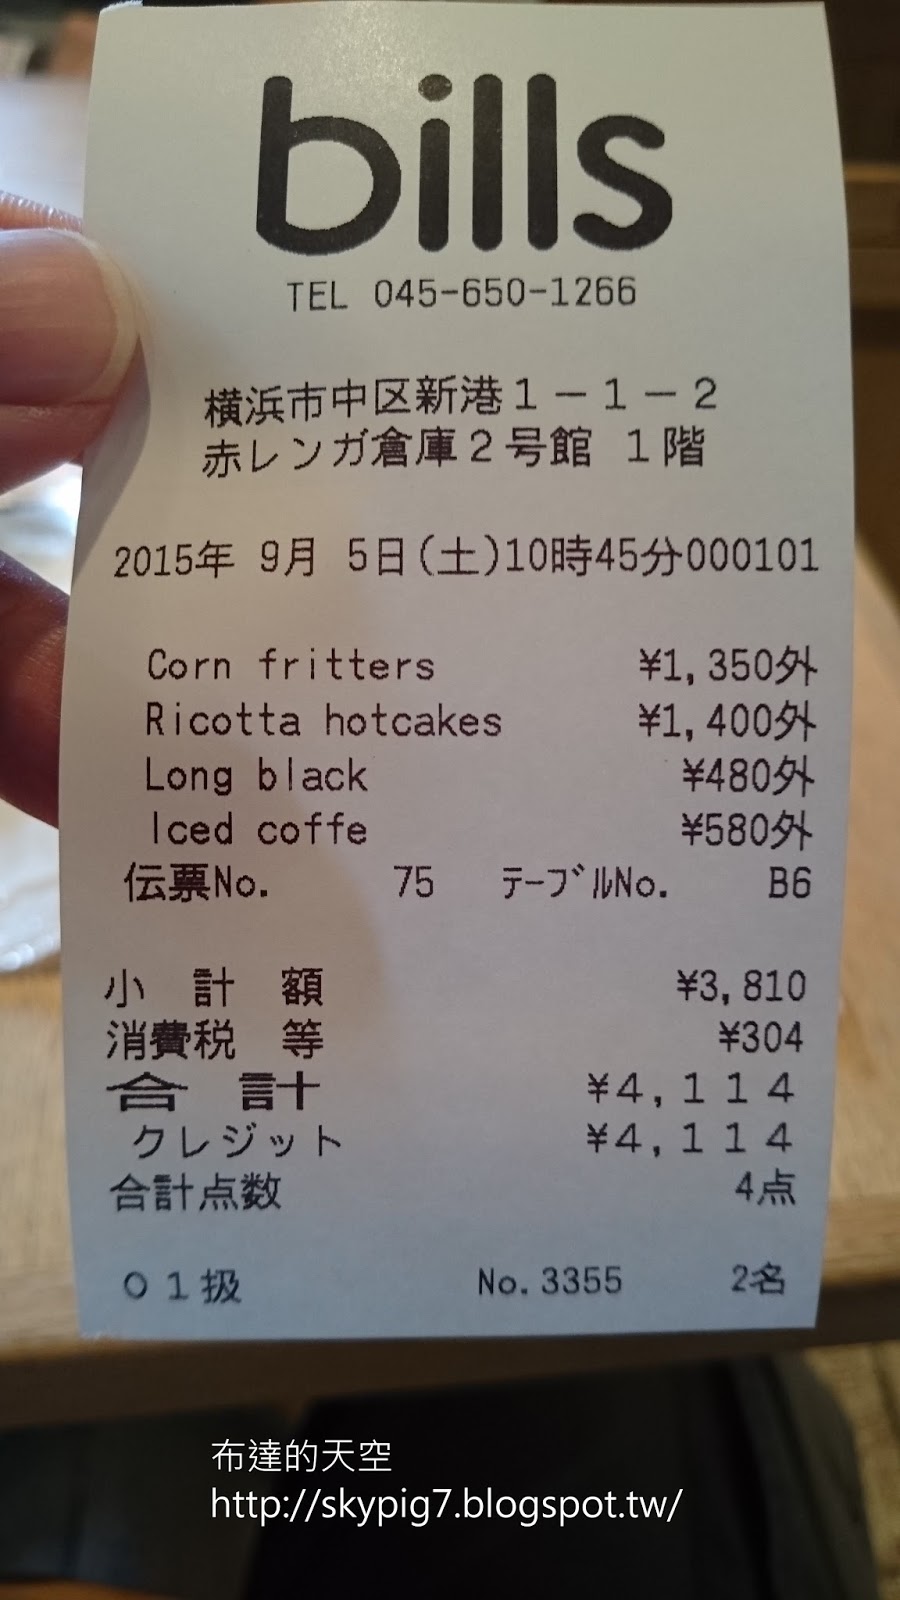 bills
TEL 045-650-1266
横浜市中区新港１－１－２
赤レンガ倉庫２号館 １階
2015年 9月 5日(土)10時45分000101
Corn fritters ¥1,350外
Ricotta hotcakes ¥1,400外
Long black ¥480外
Iced coffe ¥580外
伝票No. 75 ﾃｰﾌﾞﾙNo. B6
小 計 額 ¥3,810
消費税 等 ¥304
合 計 ¥4,114
クレジット ¥4,114
合計点数 4点
０１扱 No.3355 2名
布達的天空
http://skypig7.blogspot.tw/